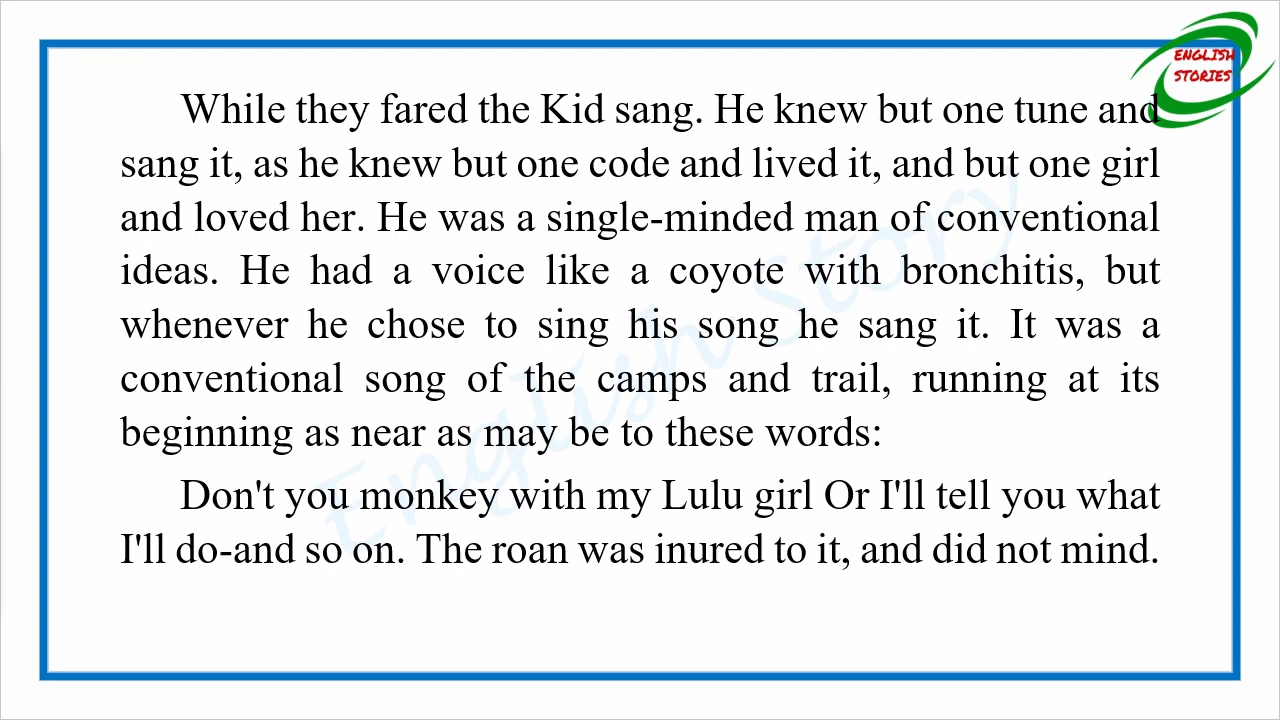 ENGLISH
STORIES
While they fared the Kid sang. He knew but one tune and
sang it, as he knew but one code and lived it, and but one girl
and loved her. He was a single-minded man of conventional
ideas. He had a voice like a coyote with bronchitis, but
whenever he chose to sing his song he sang it. It was a
conventional song of the camps and trail, running at its
beginning as near as may be to these words:
Don't you monkey with my Lulu girl Or I'll tell you what
I'll do-and so on. The roan was inured to it, and did not mind.
English Story